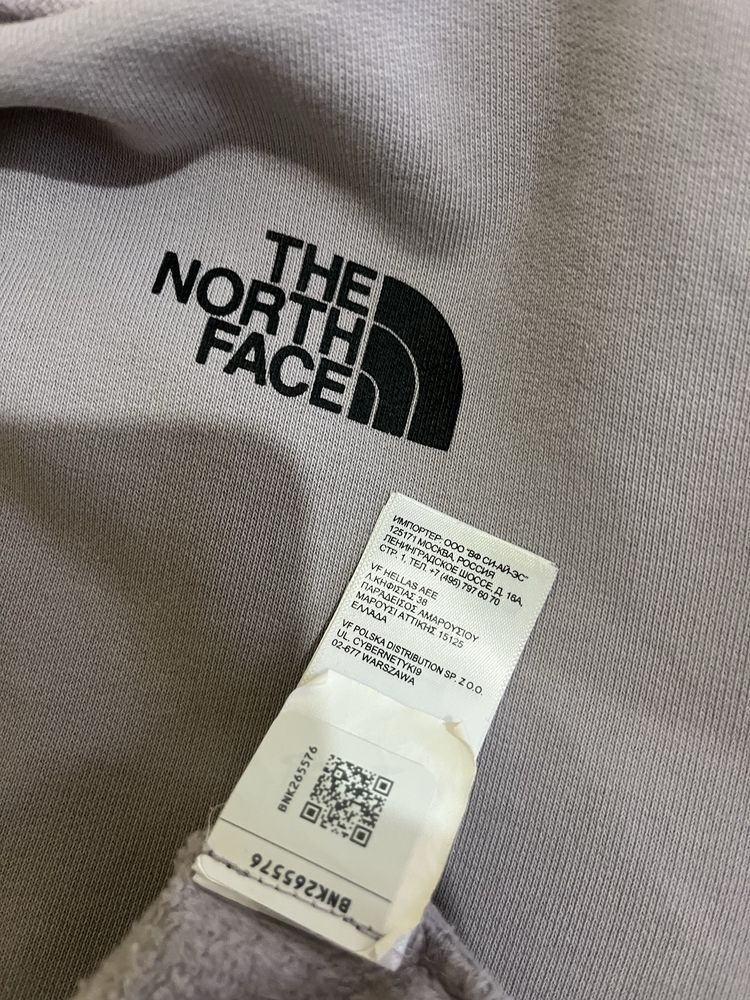 THE
NORTH
FACE
ИМПОРТЕР: ООО "ВФ СИ-АЙ-ЭС"
125171 МОСКВА, РОССИЯ
ЛЕНИНГРАДСКОЕ ШОССЕ, Д. 16А,
СТР. 1, ТЕЛ. +7 (496) 797 60 70
VF HELLAS AEE
Λ.ΚΗΦΙΣΙΑΣ 38
ΠΑΡΑΔΕΙΣΟΣ ΑΜΑΡΟΥΣΙΟΥ
ΜΑΡΟΥΣΙ ΑΤΤΙΚΗΣ 15125
ΕΛΛΑΔΑ
VF POLSKA DISTRIBUTION SP. Z O.O.
UL. CYBERNETYKI9
02-677 WARSZAWA
BNK265576
BNK265576